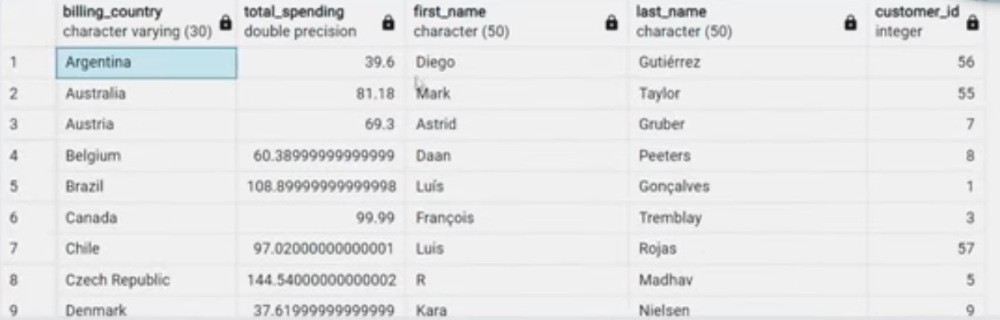 billing_country total_spending first_name last_name customer_id
character varying (30) double precision character (50) character (50) integer
1 Argentina 39.6 Diego Gutiérrez 56
2 Australia 81.18 Mark Taylor 55
3 Austria 69.3 Astrid Gruber 7
4 Belgium 60.38999999999999 Daan Peeters 8
5 Brazil 108.89999999999998 Luís Gonçalves 1
6 Canada 99.99 François Tremblay 3
7 Chile 97.02000000000001 Luis Rojas 57
8 Czech Republic 144.54000000000002 R Madhav 5
9 Denmark 37.61999999999999 Kara Nielsen 9